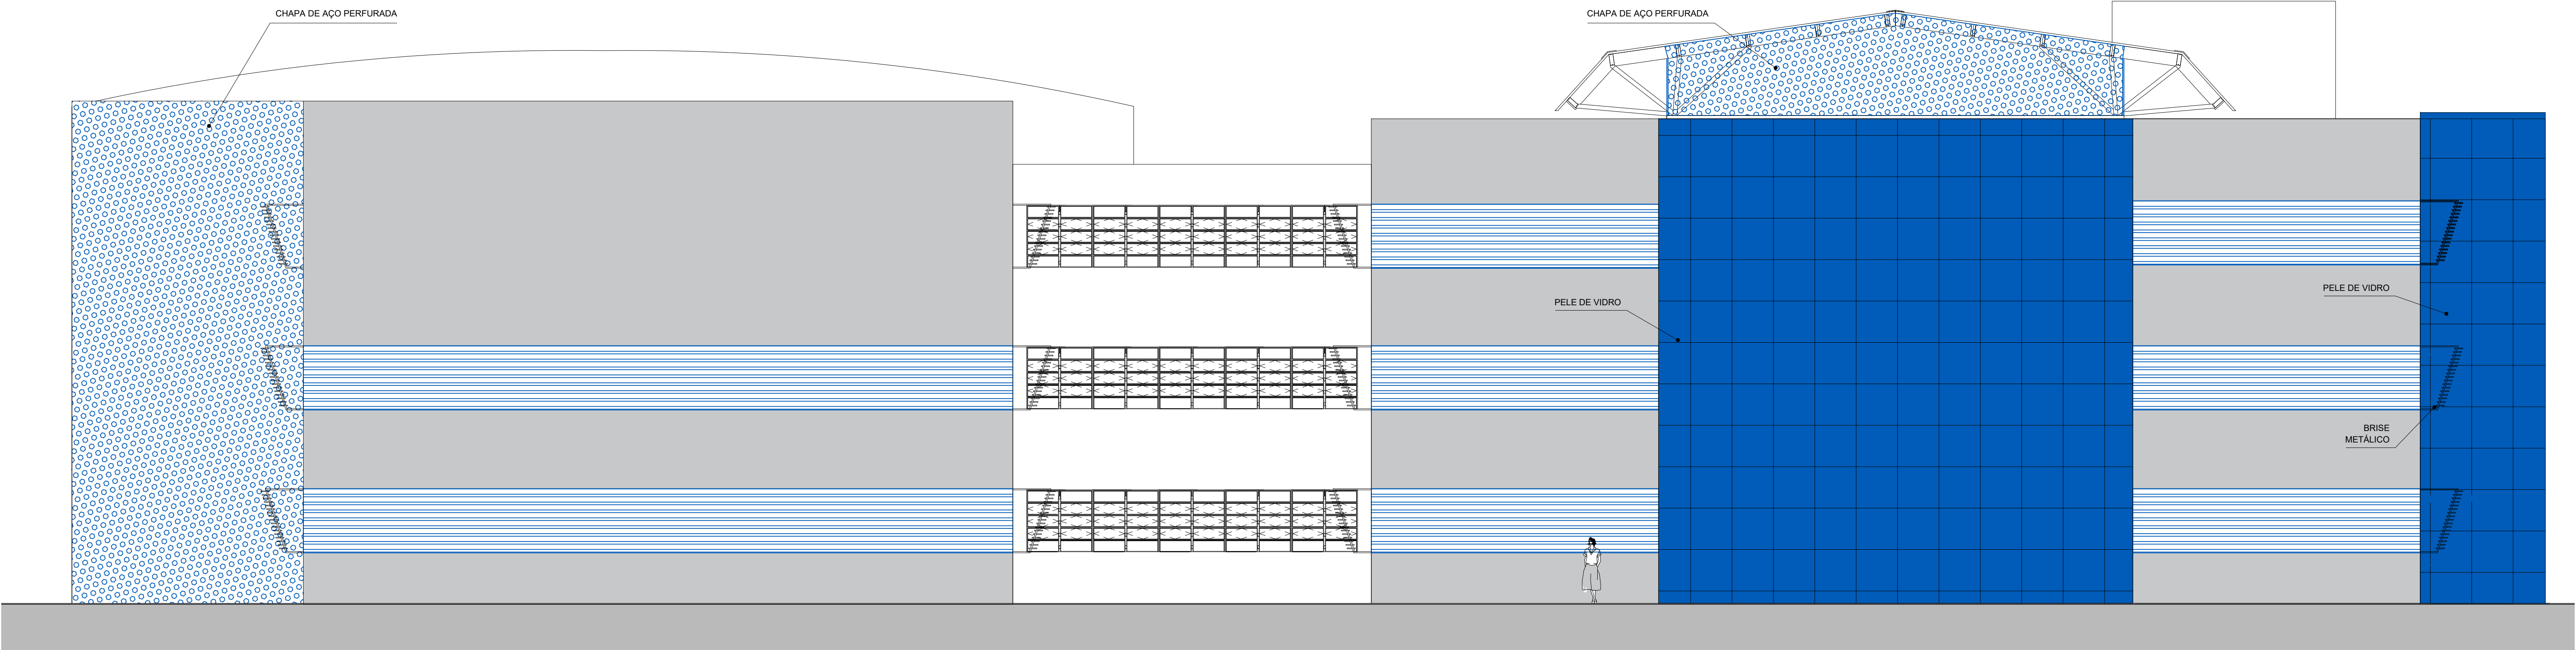 CHAPA DE AÇO PERFURADA
CHAPA DE AÇO PERFURADA
PELE DE VIDRO
PELE DE VIDRO
BRISE
METÁLICO